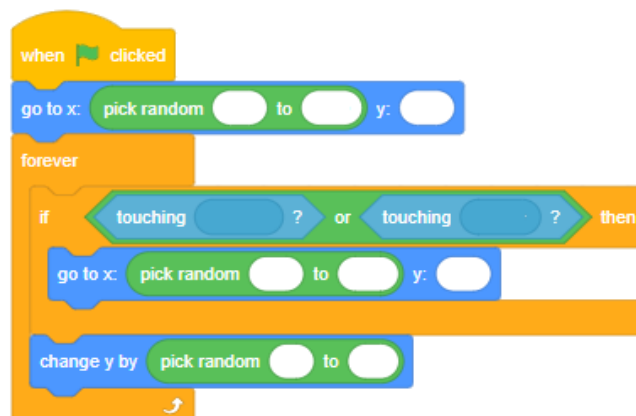 when clicked
go to x: pick random to y:
forever
if touching ? or touching ? then
go to x: pick random to y:
change y by pick random to